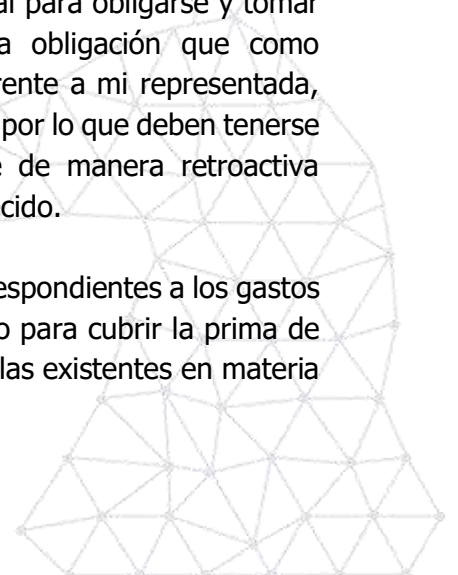 al para obligarse y tomar
a obligación que como
rente a mi representada,
por lo que deben tenerse
de manera retroactiva
cido.
espondientes a los gastos
o para cubrir la prima de
las existentes en materia